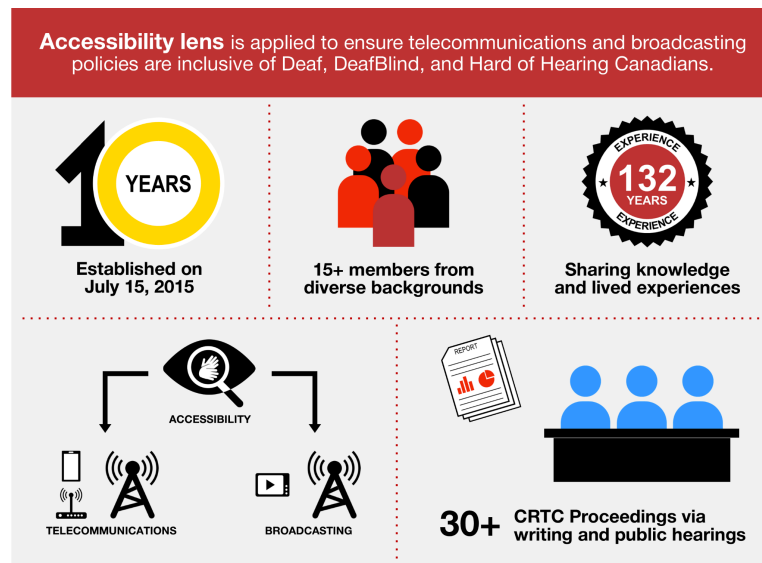 Accessibility lens is applied to ensure telecommunications and broadcasting
policies are inclusive of Deaf, DeafBlind, and Hard of Hearing Canadians.
10
YEARS
Established on
July 15, 2015
15+ members from
diverse backgrounds
EXPERIENCE
132
YEARS
EXPERIENCE
Sharing knowledge
and lived experiences
ACCESSIBILITY
TELECOMMUNICATIONS
BROADCASTING
REPORT
30+
CRTC Proceedings via
writing and public hearings